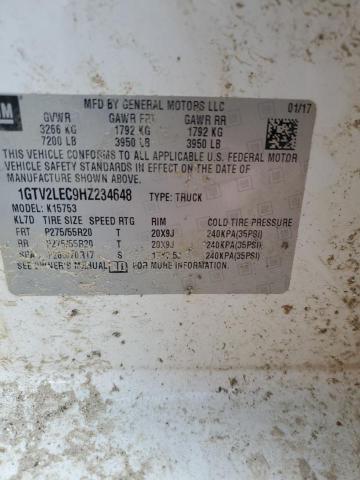 GM
MFD BY GENERAL MOTORS LLC 01/17
GVWR GAWR FRT GAWR RR
3266 KG 1792 KG 1792 KG
7200 LB 3950 LB 3950 LB
THIS VEHICLE CONFORMS TO ALL APPLICABLE U.S. FEDERAL MOTOR
VEHICLE SAFETY STANDARDS IN EFFECT ON THE DATE OF
MANUFACTURE SHOWN ABOVE.
1GTV2LEC9HZ234648 TYPE: TRUCK
MODEL: K15753
KL7D TIRE SIZE SPEED RTG RIM COLD TIRE PRESSURE
FRT P275/55R20 T 20X9J 240KPA(35PSI)
RR P275/55R20 T 20X9J 240KPA(35PSI)
SPA S 240KPA(35PSI)
SEE OWNER'S MANUAL FOR MORE INFORMATION.